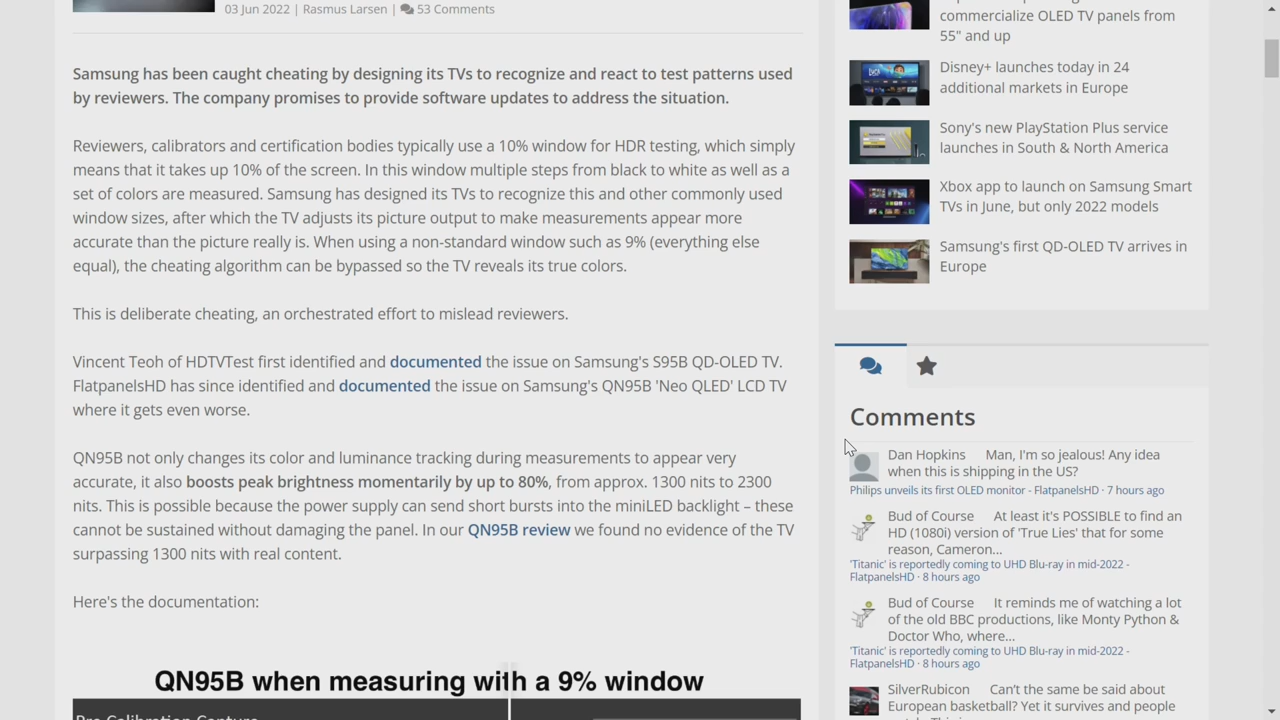 03 Jun 2022 | Rasmus Larsen | 53 Comments
Samsung has been caught cheating by designing its TVs to recognize and react to test patterns used
by reviewers. The company promises to provide software updates to address the situation.
Reviewers, calibrators and certification bodies typically use a 10% window for HDR testing, which simply
means that it takes up 10% of the screen. In this window multiple steps from black to white as well as a
set of colors are measured. Samsung has designed its TVs to recognize this and other commonly used
window sizes, after which the TV adjusts its picture output to make measurements appear more
accurate than the picture really is. When using a non-standard window such as 9% (everything else
equal), the cheating algorithm can be bypassed so the TV reveals its true colors.
This is deliberate cheating, an orchestrated effort to mislead reviewers.
Vincent Teoh of HDTVTest first identified and documented the issue on Samsung's S95B QD-OLED TV.
FlatpanelsHD has since identified and documented the issue on Samsung's QN95B 'Neo QLED' LCD TV
where it gets even worse.
QN95B not only changes its color and luminance tracking during measurements to appear very
accurate, it also boosts peak brightness momentarily by up to 80%, from approx. 1300 nits to 2300
nits. This is possible because the power supply can send short bursts into the miniLED backlight – these
cannot be sustained without damaging the panel. In our QN95B review we found no evidence of the TV
surpassing 1300 nits with real content.
Here's the documentation:
QN95B when measuring with a 9% window
Pre Calibration Capture
commercialize OLED TV panels from
55" and up
Disney+ launches today in 24
additional markets in Europe
Sony's new PlayStation Plus service
launches in South & North America
Xbox app to launch on Samsung Smart
TVs in June, but only 2022 models
Samsung's first QD-OLED TV arrives in
Europe
Comments
Dan Hopkins Man, I'm so jealous! Any idea
when this is shipping in the US?
Philips unveils its first OLED monitor - FlatpanelsHD · 7 hours ago
Bud of Course At least it's POSSIBLE to find an
HD (1080i) version of 'True Lies' that for some
reason, Cameron...
'Titanic' is reportedly coming to UHD Blu-ray in mid-2022 -
FlatpanelsHD · 8 hours ago
Bud of Course It reminds me of watching a lot
of the old BBC productions, like Monty Python &
Doctor Who, where...
'Titanic' is reportedly coming to UHD Blu-ray in mid-2022 -
FlatpanelsHD · 8 hours ago
SilverRubicon Can't the same be said about
European basketball? Yet it survives and people